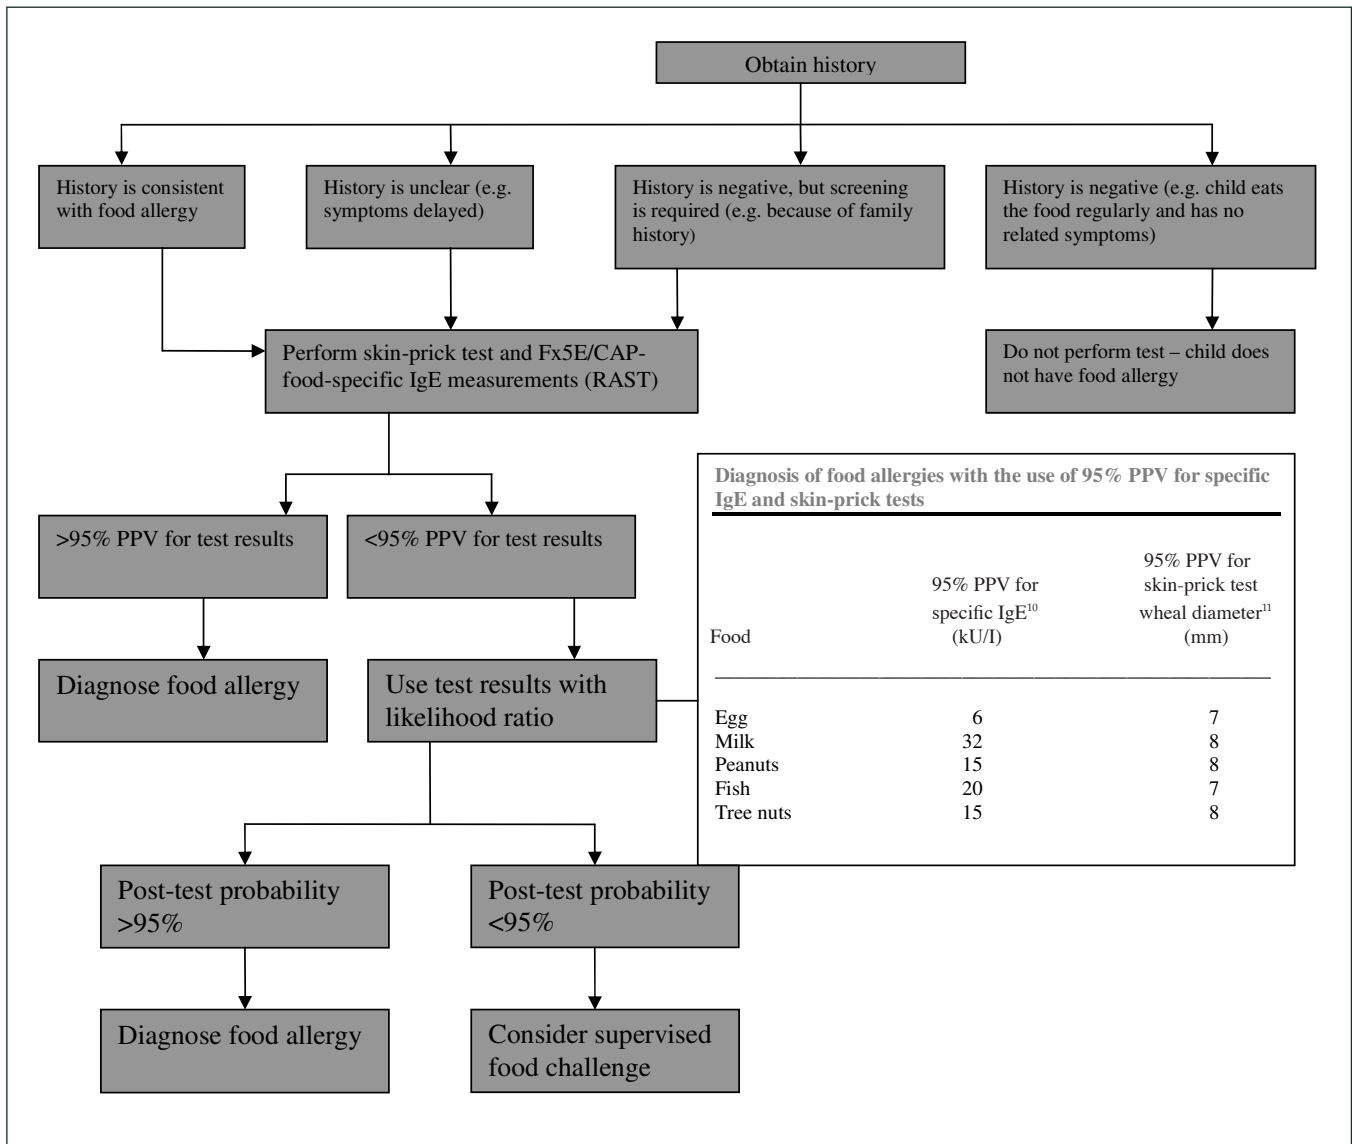 Obtain history
History is consistent
with food allergy
History is unclear (e.g.
symptoms delayed)
History is negative, but screening
is required (e.g. because of family
history)
History is negative (e.g. child eats
the food regularly and has no
related symptoms)
Perform skin-prick test and Fx5E/CAP-
food-specific IgE measurements (RAST)
Do not perform test – child does
not have food allergy
>95% PPV for test results
<95% PPV for test results
Diagnose food allergy
Use test results with
likelihood ratio
Diagnosis of food allergies with the use of 95% PPV for specific
IgE and skin-prick tests
Food
95% PPV for
specific IgE10
(kU/I)
95% PPV for
skin-prick test
wheal diameter11
(mm)
Egg 6 7
Milk 32 8
Peanuts 15 8
Fish 20 7
Tree nuts 15 8
Post-test probability
>95%
Post-test probability
<95%
Diagnose food allergy
Consider supervised
food challenge